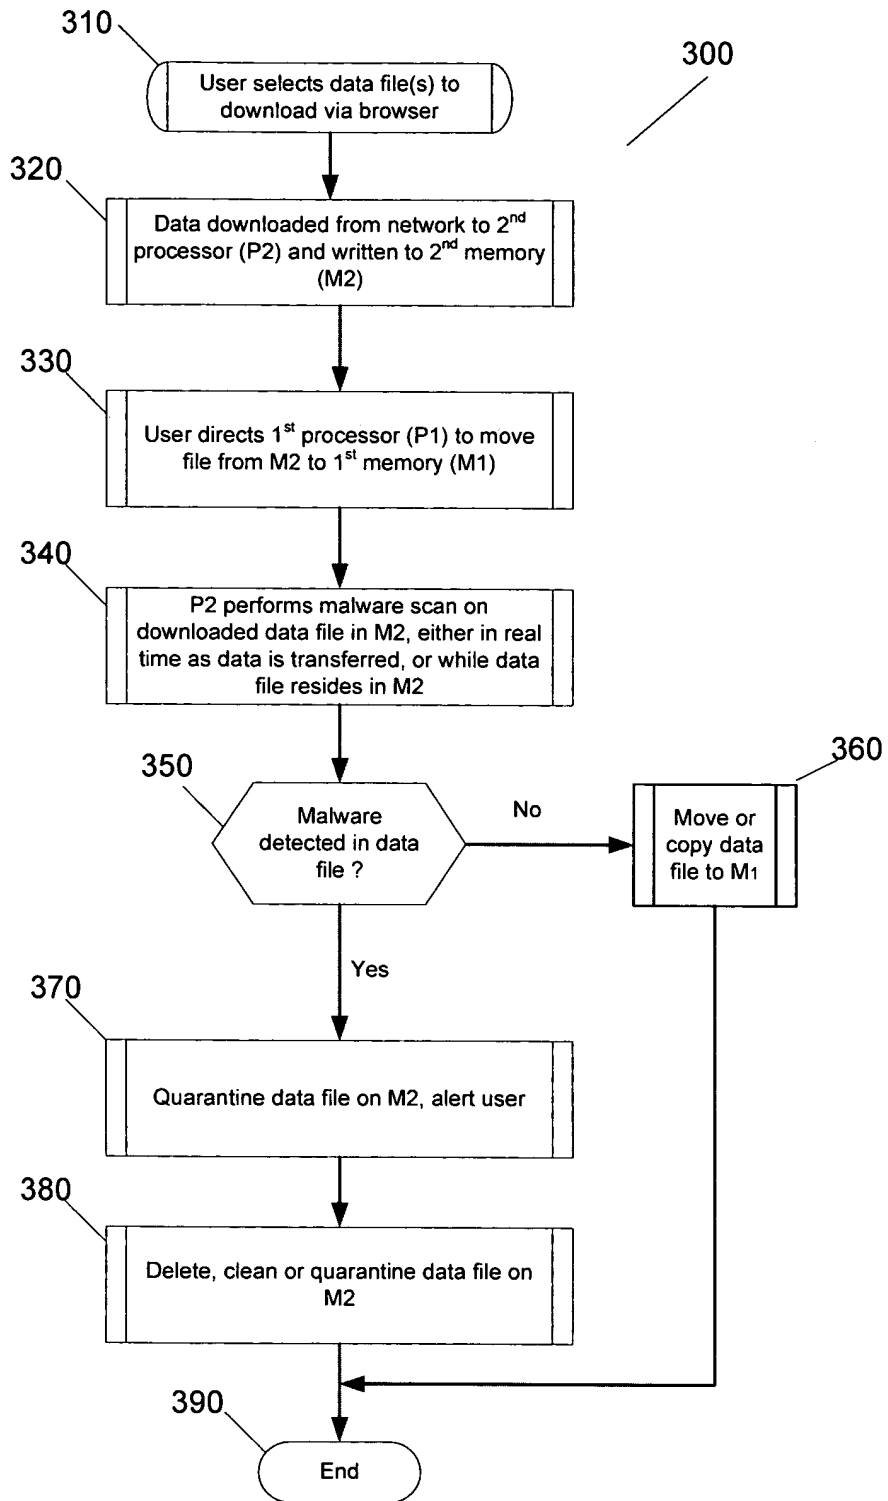 310
300
User selects data file(s) to
download via browser
320
Data downloaded from network to 2nd
processor (P2) and written to 2nd memory
(M2)
330
User directs 1st processor (P1) to move
file from M2 to 1st memory (M1)
340
P2 performs malware scan on
downloaded data file in M2, either in real
time as data is transferred, or while data
file resides in M2
350
Malware
detected in data
file ?
No
360
Move or
copy data
file to M1
Yes
370
Quarantine data file on M2, alert user
380
Delete, clean or quarantine data file on
M2
390
End